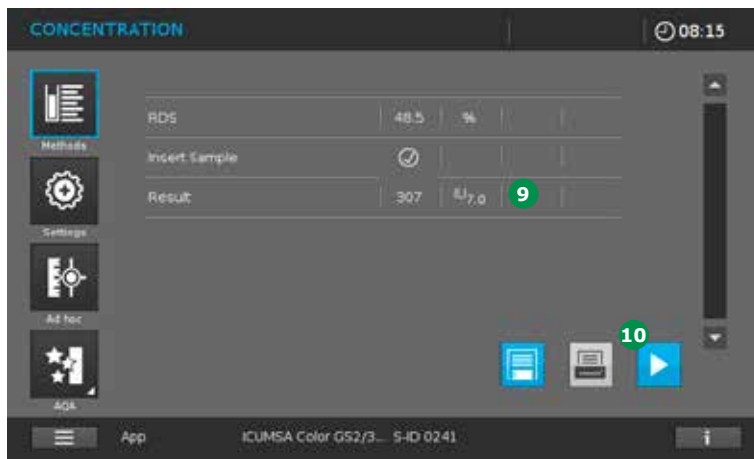 CONCENTRATION 08:15
RDS 48.5 %
Methods
Insert Sample
Result 307 IU7.0 9
Settings
Ad hoc
10
AQA
App ICUMSA Color GS2/3... S-ID 0241 i